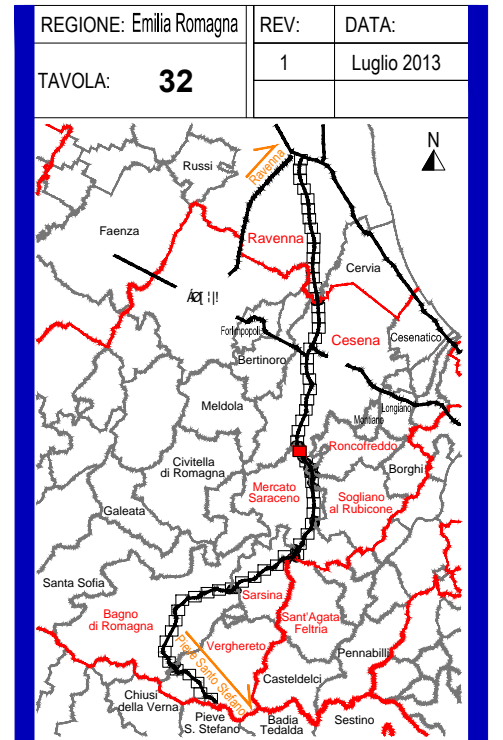 REGIONE: Emilia Romagna
REV:
DATA:
TAVOLA: 32
1
Luglio 2013
N
Russi
Ravenna
Faenza
Ravenna
Cervia
Forlimpopoli
Cesena
Cesenatico
Bertinoro
Meldola
Longiano
Montiano
Roncofreddo
Civitella
di Romagna
Borghi
Mercato
Saraceno
Sogliano
al Rubicone
Galeata
Santa Sofia
Sarsina
Bagno
di Romagna
Sant'Agata
Feltria
Verghereto
Pieve Santo Stefano
Pennabilli
Casteldelci
Chiusi
della Verna
Pieve
S. Stefano
Badia
Tedalda
Sestino